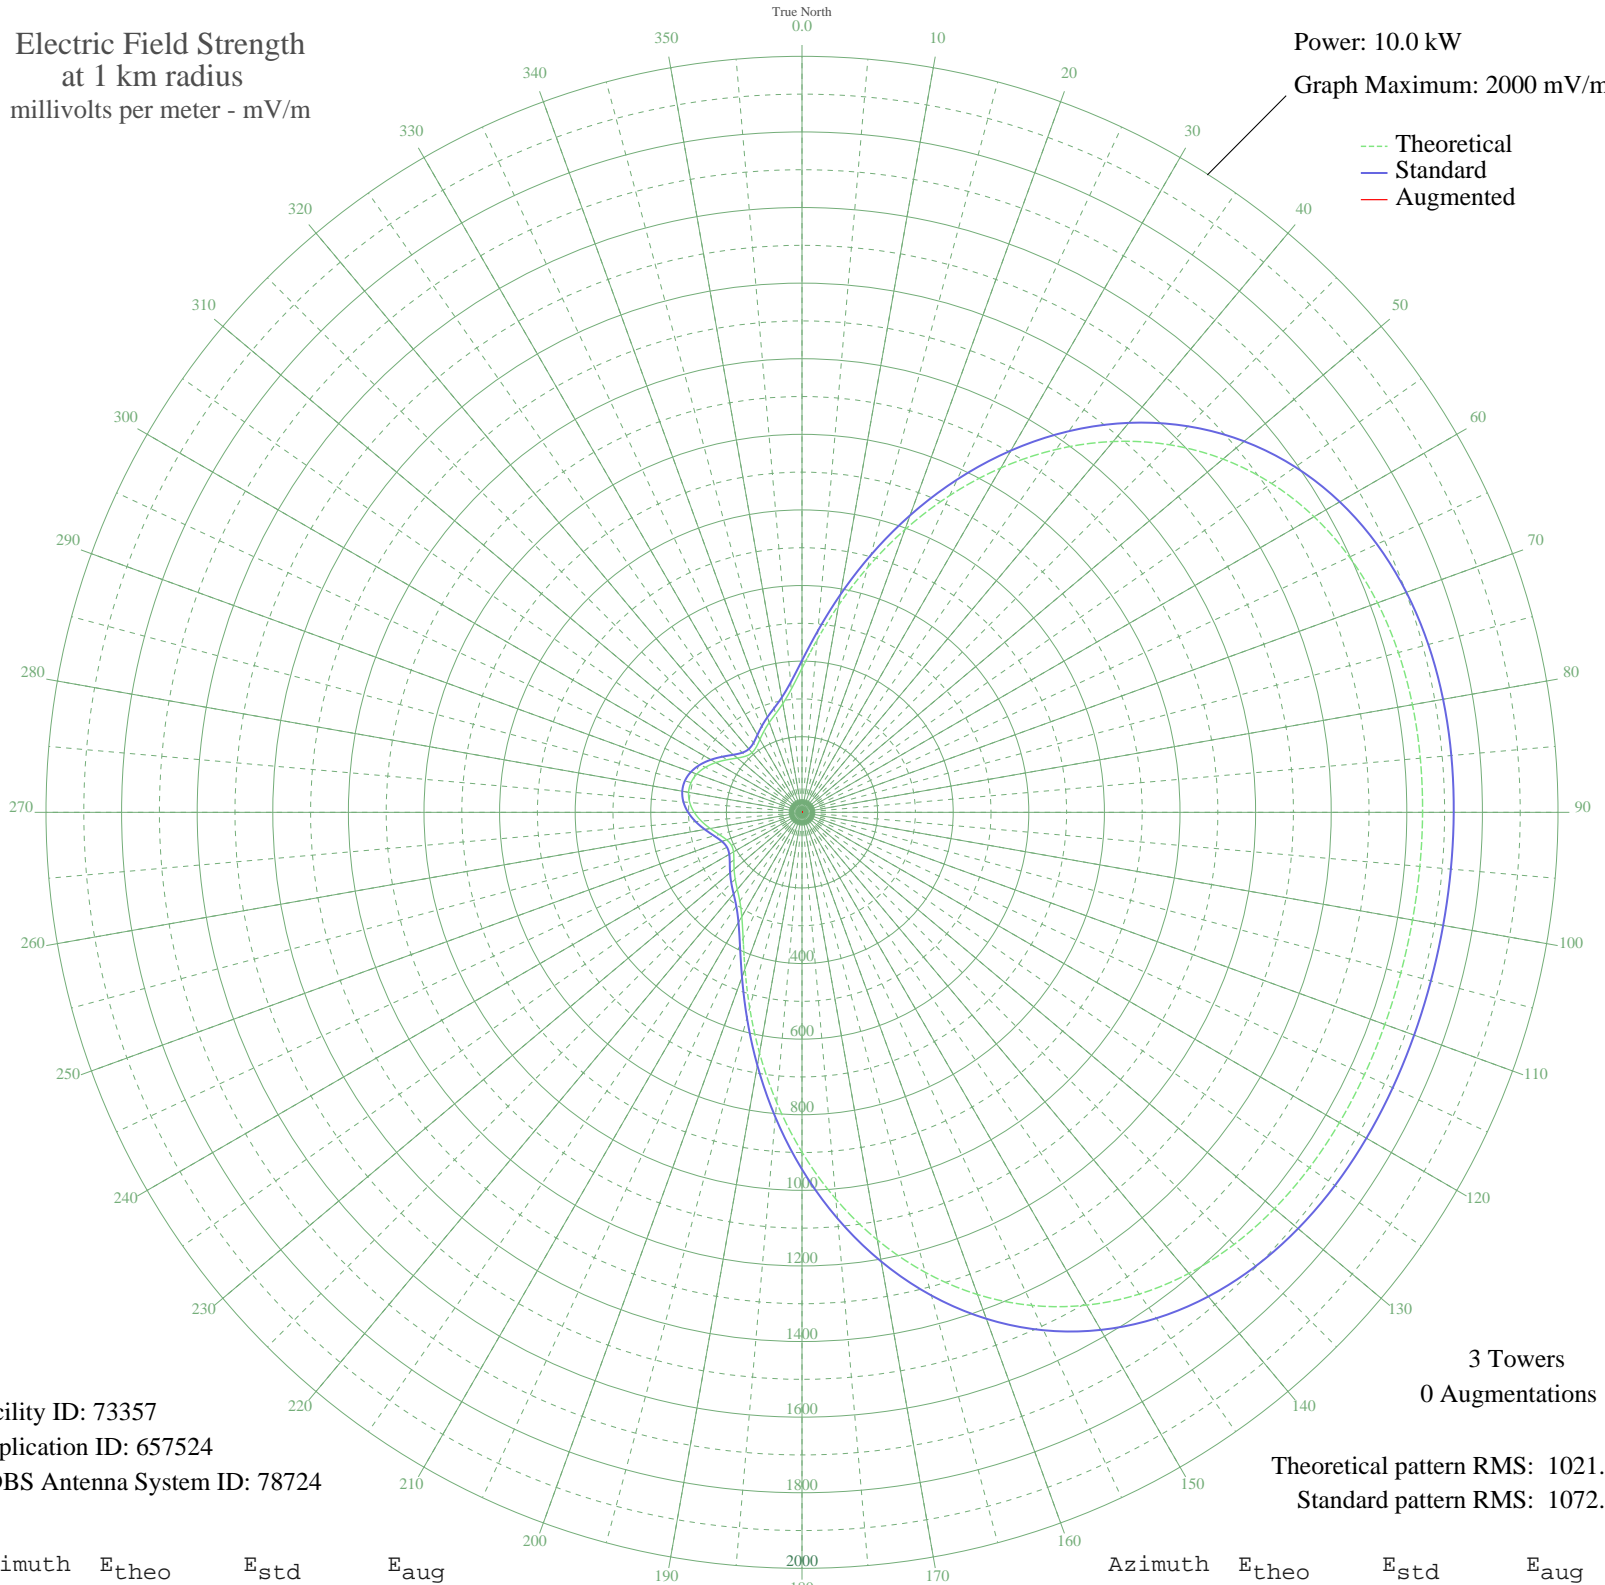 True North
0.0
Electric Field Strength
at 1 km radius
millivolts per meter - mV/m
Power: 10.0 kW
Graph Maximum: 2000 mV/m
Theoretical
Standard
Augmented
350
10
340
20
330
30
320
40
310
50
300
60
290
70
280
80
270
90
260
100
250
110
240
120
230
130
220
140
210
150
200
160
190
170
400
600
800
1000
1200
1400
1600
1800
2000
3 Towers
0 Augmentations
cility ID: 73357
plication ID: 657524
DBS Antenna System ID: 78724
Theoretical pattern RMS: 1021.
Standard pattern RMS: 1072.
imuth Etheo Estd Eaug
Azimuth Etheo Estd Eaug